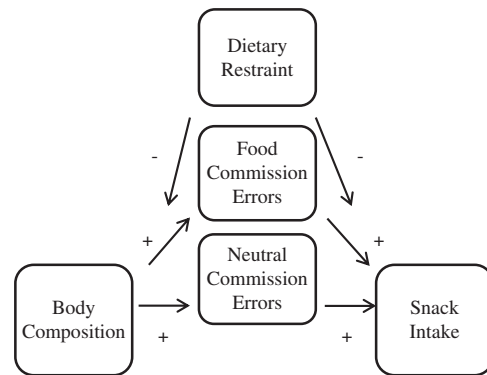 Dietary
Restraint
-
-
Food
Commission
Errors
+
+
Neutral
Commission
Errors
Body
Composition
Snack
Intake
+
+